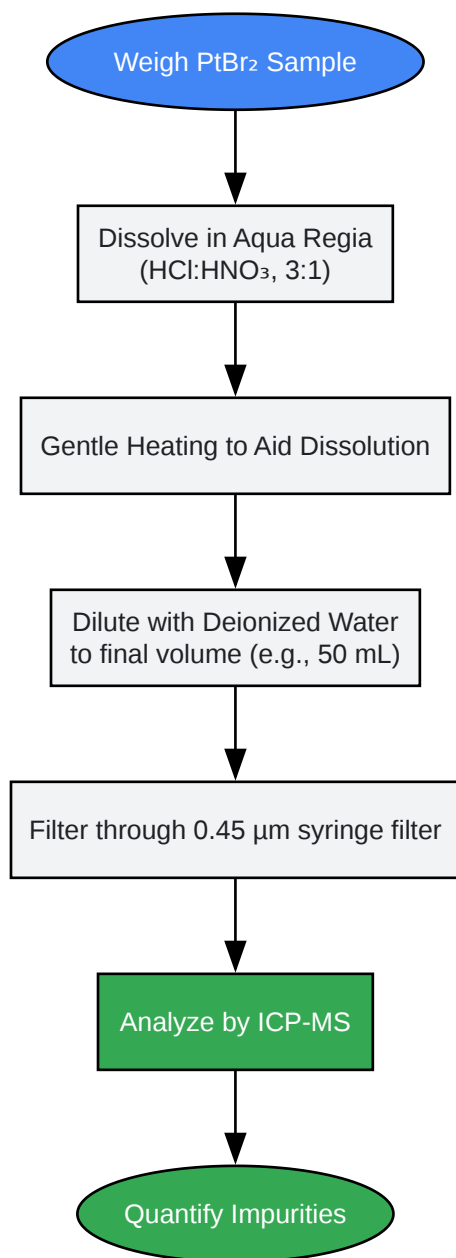 Weigh PtBr₂ Sample
Dissolve in Aqua Regia
(HCl:HNO₃, 3:1)
Gentle Heating to Aid Dissolution
Dilute with Deionized Water
to final volume (e.g., 50 mL)
Filter through 0.45 µm syringe filter
Analyze by ICP-MS
Quantify Impurities